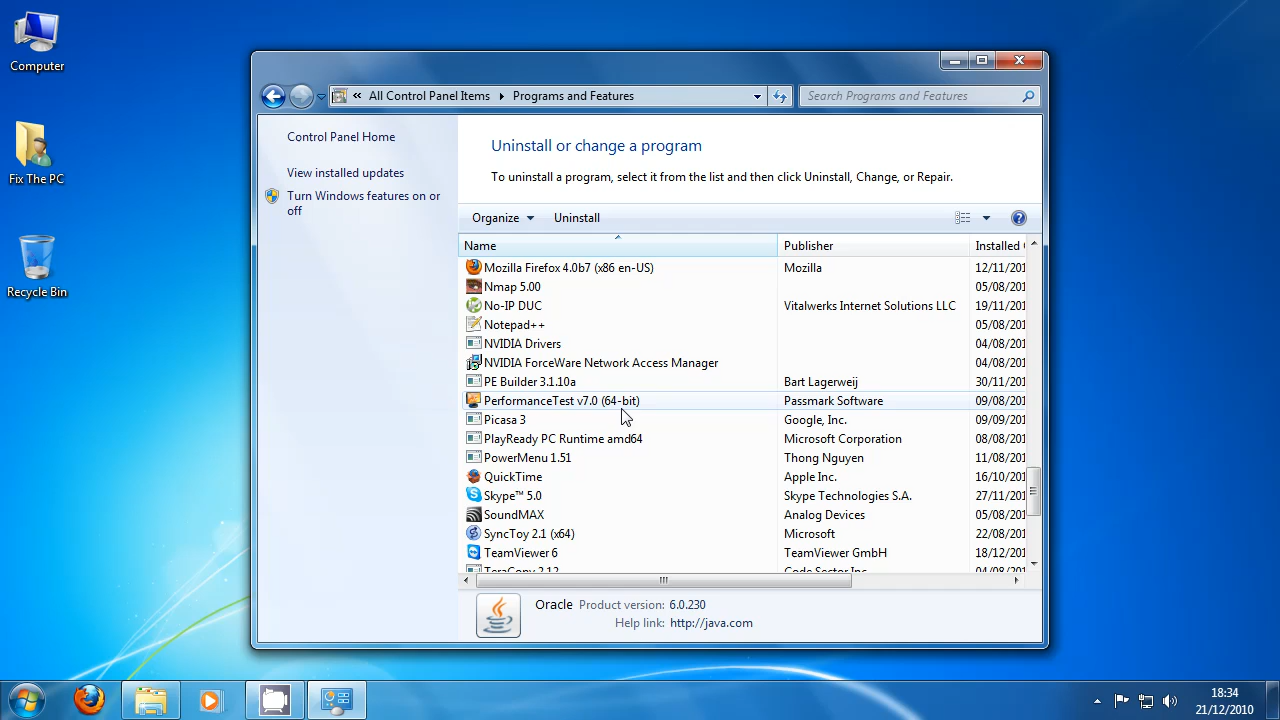 Computer
Fix The PC
Recycle Bin
« All Control Panel Items Programs and Features
Search Programs and Features
Control Panel Home
View installed updates
Turn Windows features on or
off
Uninstall or change a program
To uninstall a program, select it from the list and then click Uninstall, Change, or Repair.
Organize Uninstall
Name Publisher Installed
Mozilla Firefox 4.0b7 (x86 en-US) Mozilla 12/11/201
Nmap 5.00 05/08/201
No-IP DUC Vitalwerks Internet Solutions LLC 19/11/201
Notepad++ 05/08/201
NVIDIA Drivers 04/08/201
NVIDIA ForceWare Network Access Manager 04/08/201
PE Builder 3.1.10a Bart Lagerweij 30/11/201
PerformanceTest v7.0 (64-bit) Passmark Software 09/08/201
Picasa 3 Google, Inc. 09/09/201
PlayReady PC Runtime amd64 Microsoft Corporation 08/08/201
PowerMenu 1.51 Thong Nguyen 11/08/201
QuickTime Apple Inc. 16/10/201
Skype™ 5.0 Skype Technologies S.A. 27/11/201
SoundMAX Analog Devices 05/08/201
SyncToy 2.1 (x64) Microsoft 22/08/201
TeamViewer 6 TeamViewer GmbH 18/12/201
TeraCopy 2.12 Code Sector Inc. 04/08/201
Oracle Product version: 6.0.230
Help link: http://java.com
18:34
21/12/2010